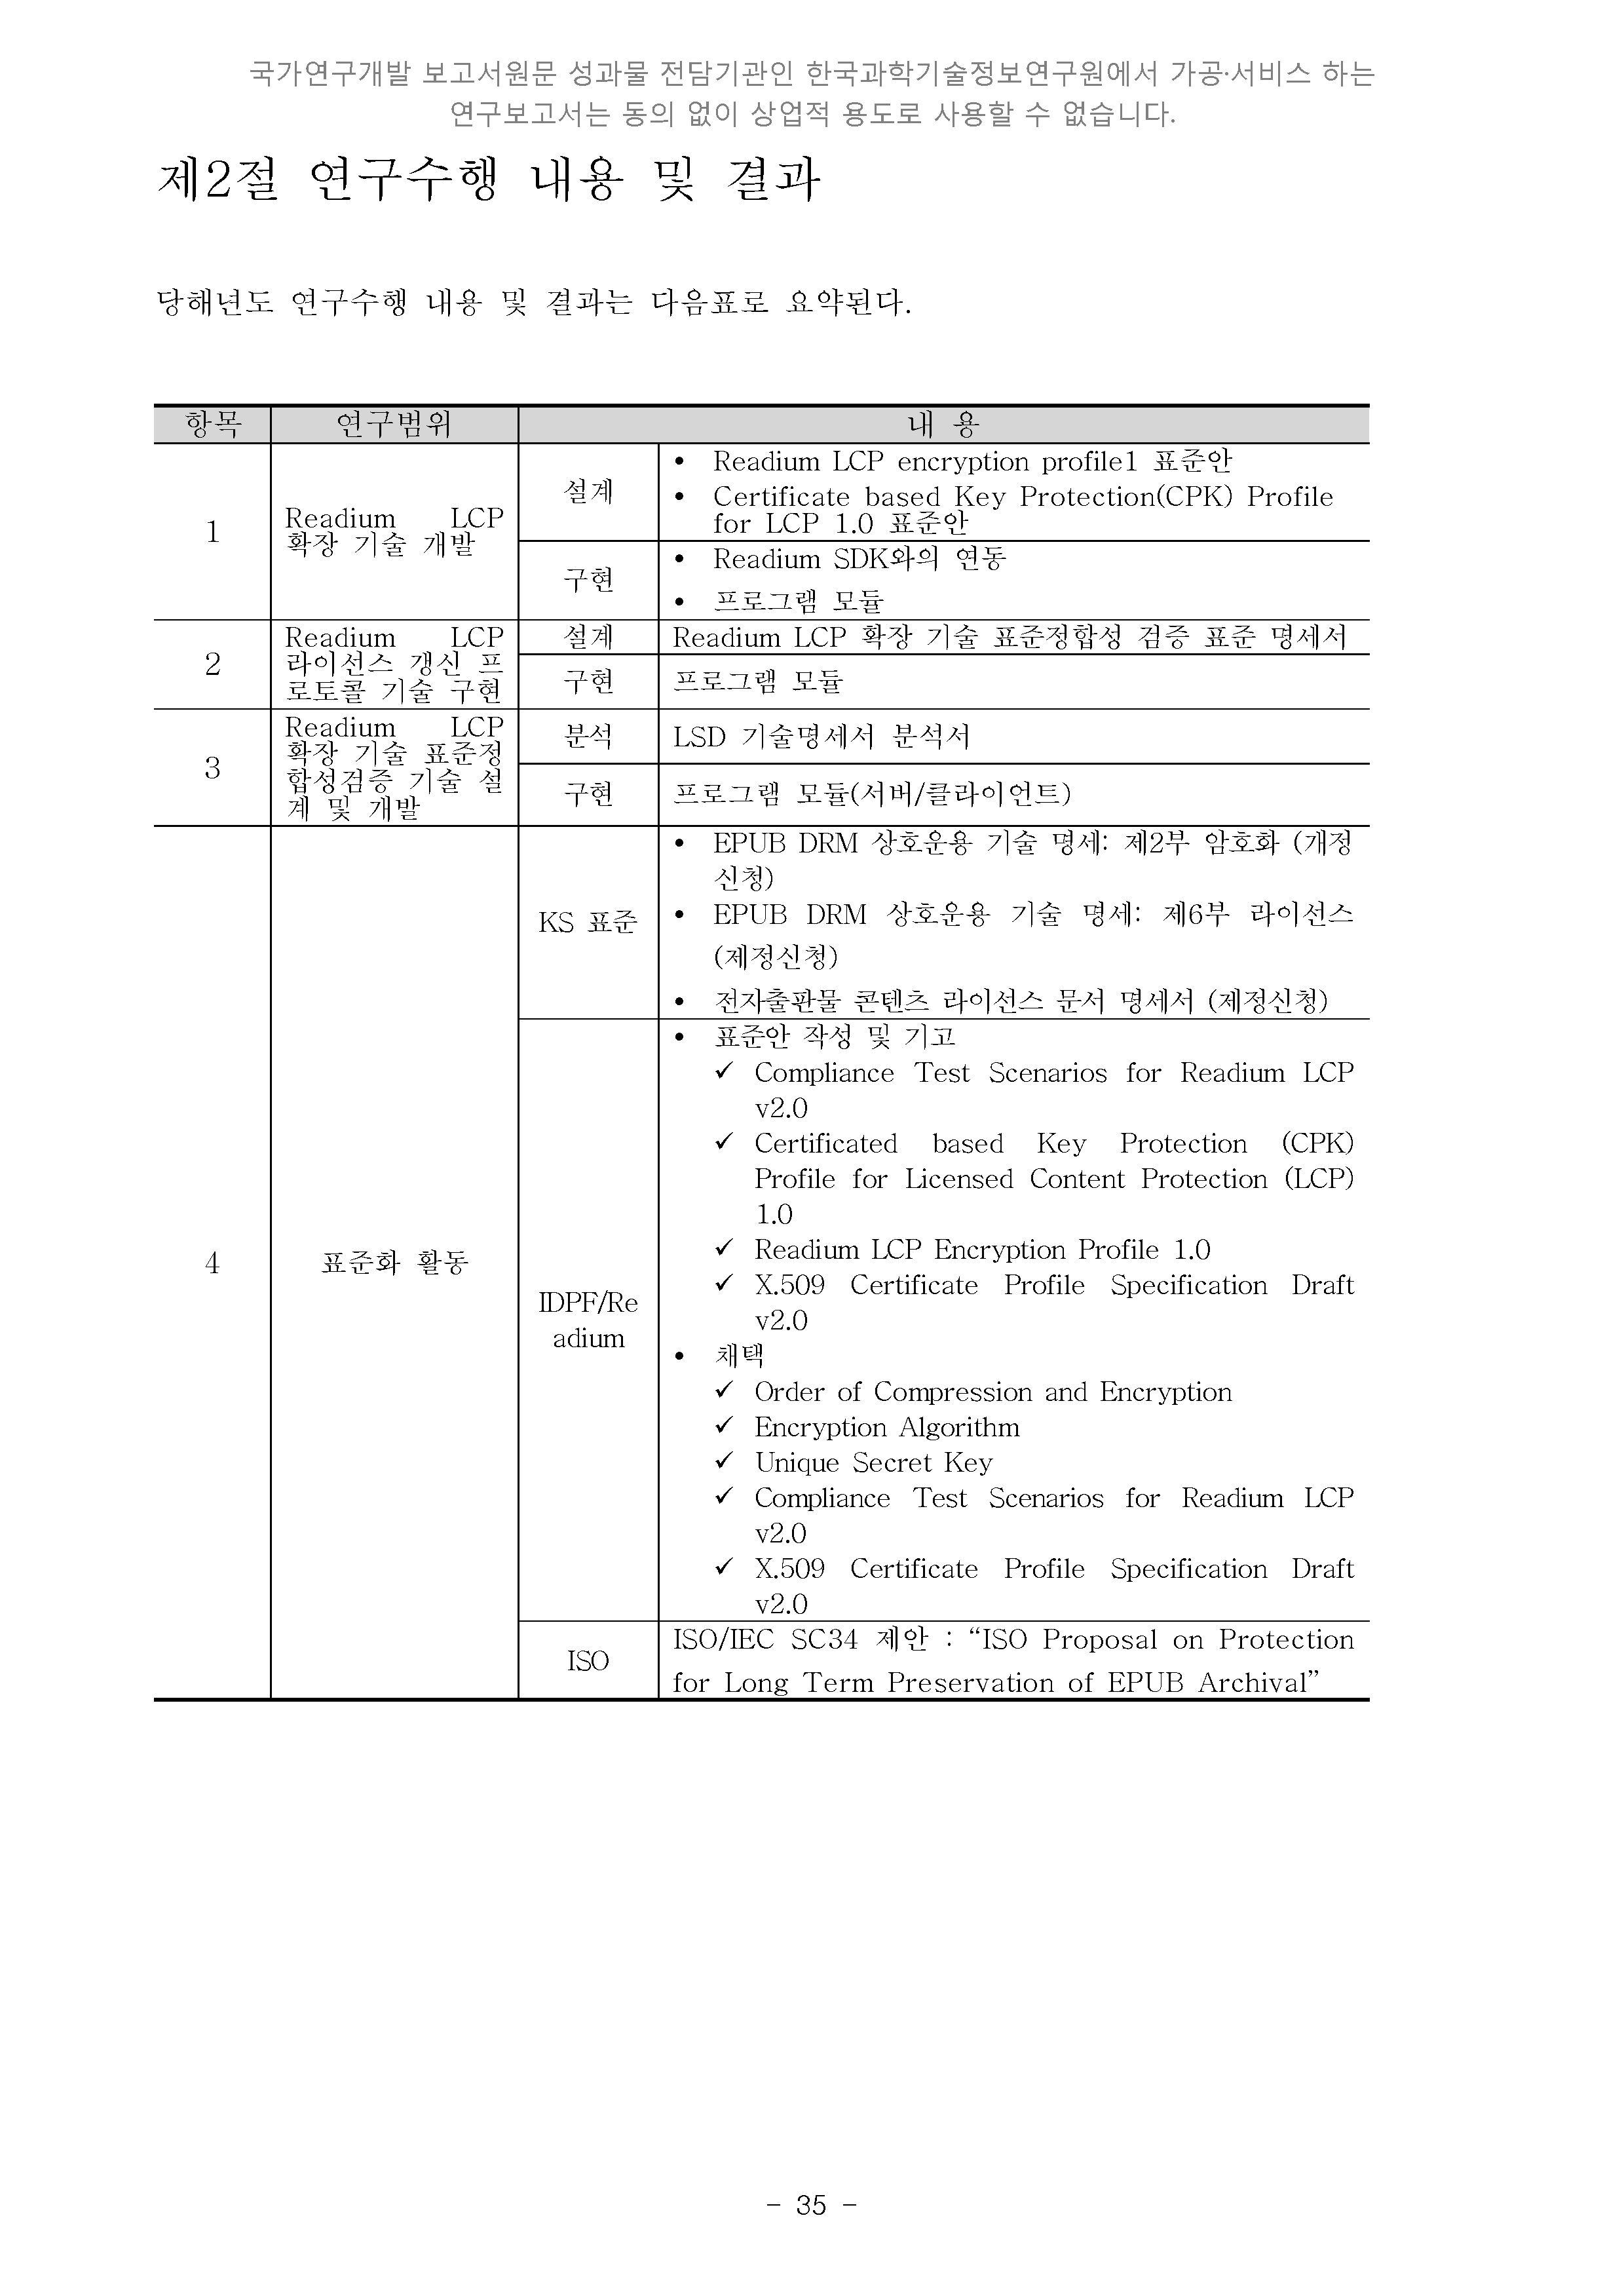 국가연구개발 보고서원문 성과물 전담기관인 한국과학기술정보연구원에서 가공·서비스 하는
연구보고서는 동의 없이 상업적 용도로 사용할 수 없습니다.
제2절 연구수행 내용 및 결과
당해년도 연구수행 내용 및 결과는 다음표로 요약된다.
항목 연구범위 내 용
1
Readium LCP
확장 기술 개발
설계
• Readium LCP encryption profile1 표준안
• Certificate based Key Protection(CPK) Profile
for LCP 1.0 표준안
구현
• Readium SDK와의 연동
• 프로그램 모듈
2
Readium LCP
라이선스 갱신 프
로토콜 기술 구현
설계
Readium LCP 확장 기술 표준정합성 검증 표준 명세서
구현
프로그램 모듈
3
Readium LCP
확장 기술 표준정
합성검증 기술 설
계 및 개발
분석
LSD 기술명세서 분석서
구현
프로그램 모듈(서버/클라이언트)
4
표준화 활동
KS 표준
• EPUB DRM 상호운용 기술 명세: 제2부 암호화 (개정
신청)
• EPUB DRM 상호운용 기술 명세: 제6부 라이선스
(제정신청)
• 전자출판물 콘텐츠 라이선스 문서 명세서 (제정신청)
IDPF/Re
adium
• 표준안 작성 및 기고
✓ Compliance Test Scenarios for Readium LCP
v2.0
✓ Certificated based Key Protection (CPK)
Profile for Licensed Content Protection (LCP)
1.0
✓ Readium LCP Encryption Profile 1.0
✓ X.509 Certificate Profile Specification Draft
v2.0
• 채택
✓ Order of Compression and Encryption
✓ Encryption Algorithm
✓ Unique Secret Key
✓ Compliance Test Scenarios for Readium LCP
v2.0
✓ X.509 Certificate Profile Specification Draft
v2.0
ISO
ISO/IEC SC34 제안 : “ISO Proposal on Protection
for Long Term Preservation of EPUB Archival”
- 35 -